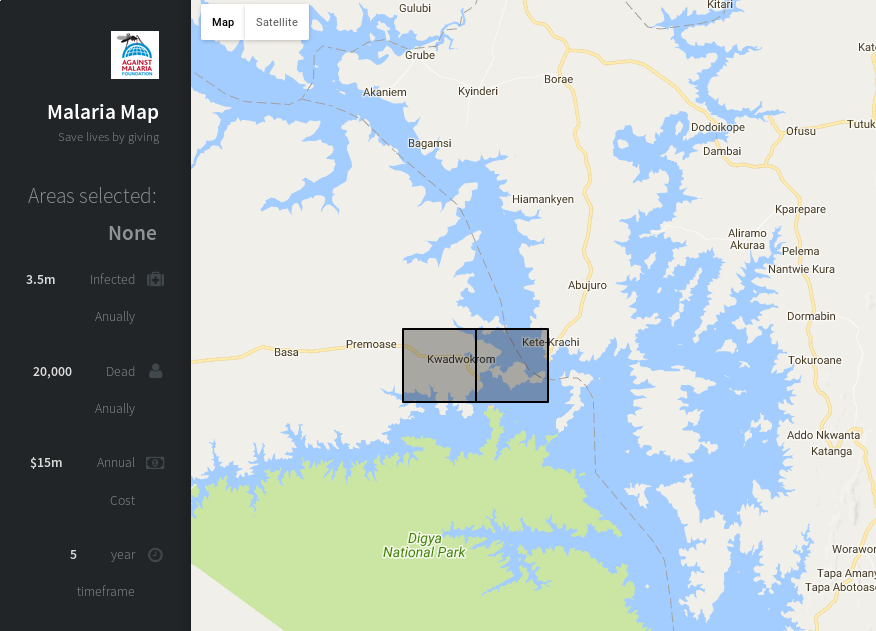 AGAINST
MALARIA
FOUNDATION
Malaria Map
Save lives by giving
Areas selected:
None
3.5m Infected
Anually
20,000 Dead
Anually
$15m Annual
Cost
5 year
timeframe
Map Satellite
Gulubi
Kitari
Grube
Kat
Borae
Akaniem
Kyinderi
Dodoikope
Ofusu
Tutuk
Bagamsi
Dambai
Hiamankyen
Kparepare
Aliramo
Akuraa
Pelema
Nantwie Kura
Abujuro
Dormabin
Premoase
Kete-Krachi
Basa
Kwadwokrom
Tokuroane
Addo Nkwanta
Katanga
Digya
National Park
Worawor
Tapa Amany
Tapa Abotoas